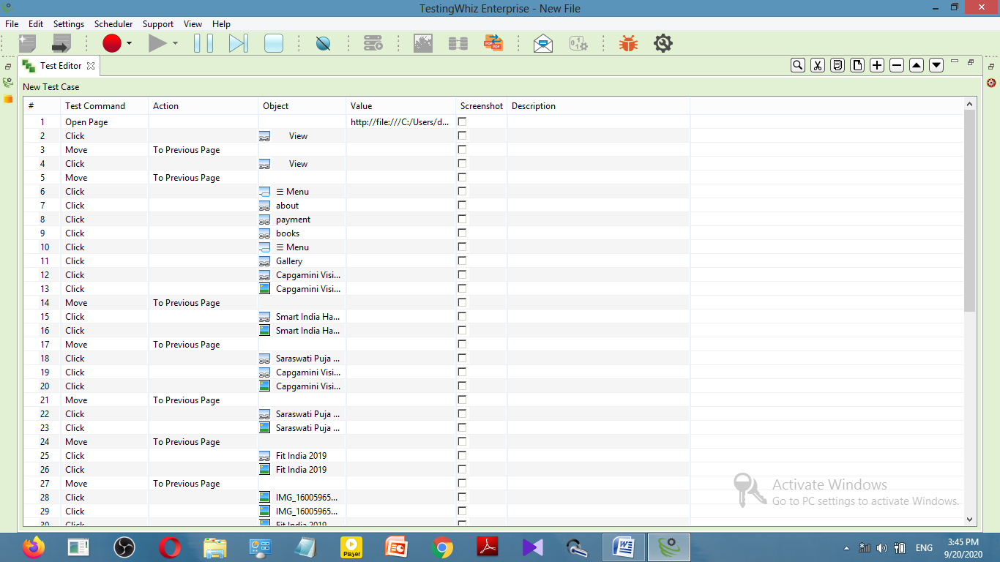 TestingWhiz Enterprise - New File
File Edit Settings Scheduler Support View Help
Test Editor
New Test Case
# Test Command Action Object Value Screenshot Description
1 Open Page http://file:///C:/Users/d...
2 Click View
3 Move To Previous Page
4 Click View
5 Move To Previous Page
6 Click ☰ Menu
7 Click about
8 Click payment
9 Click books
10 Click ☰ Menu
11 Click Gallery
12 Click Capgamini Visi...
13 Click Capgamini Visi...
14 Move To Previous Page
15 Click Smart India Ha...
16 Click Smart India Ha...
17 Move To Previous Page
18 Click Saraswati Puja ...
19 Click Capgamini Visi...
20 Click Capgamini Visi...
21 Move To Previous Page
22 Click Saraswati Puja ...
23 Click Saraswati Puja ...
24 Move To Previous Page
25 Click Fit India 2019
26 Click Fit India 2019
27 Move To Previous Page
28 Click IMG_16005965...
29 Click IMG_16005965...
30 Click Fit India 2019
Activate Windows
Go to PC settings to activate Windows.
Player
ENG
3:45 PM
9/20/2020